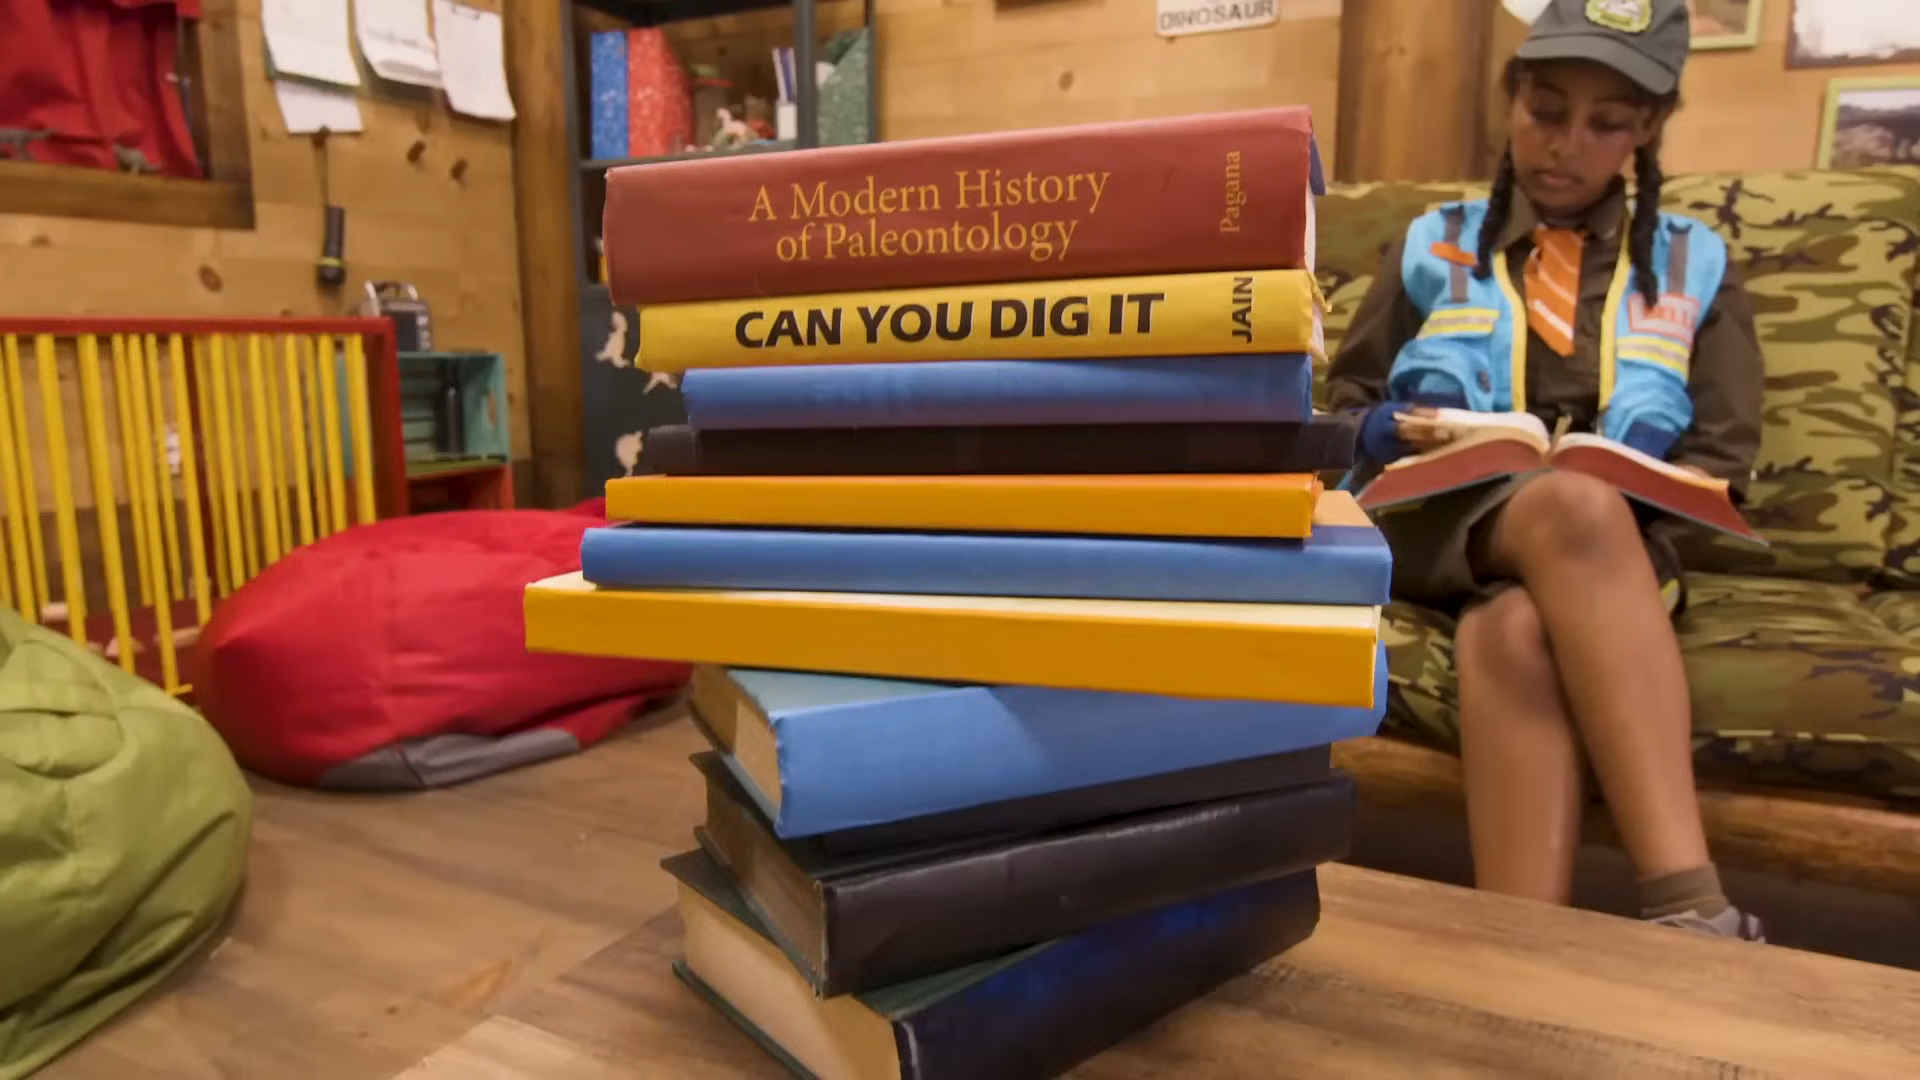 DINOSAUR
A Modern History
of Paleontology
Pagana
CAN YOU DIG IT
JAIN